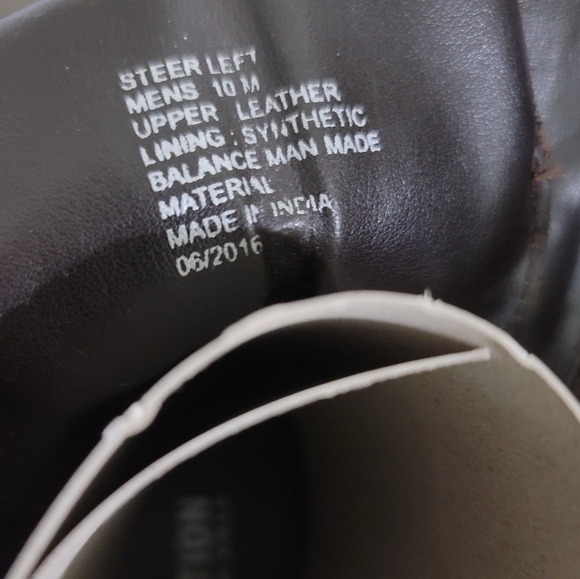 STEER LEFT
MENS 10 M
UPPER LEATHER
LINING : SYNTHETIC
BALANCE MAN MADE
MATERIAL
MADE IN INDIA
06/2016